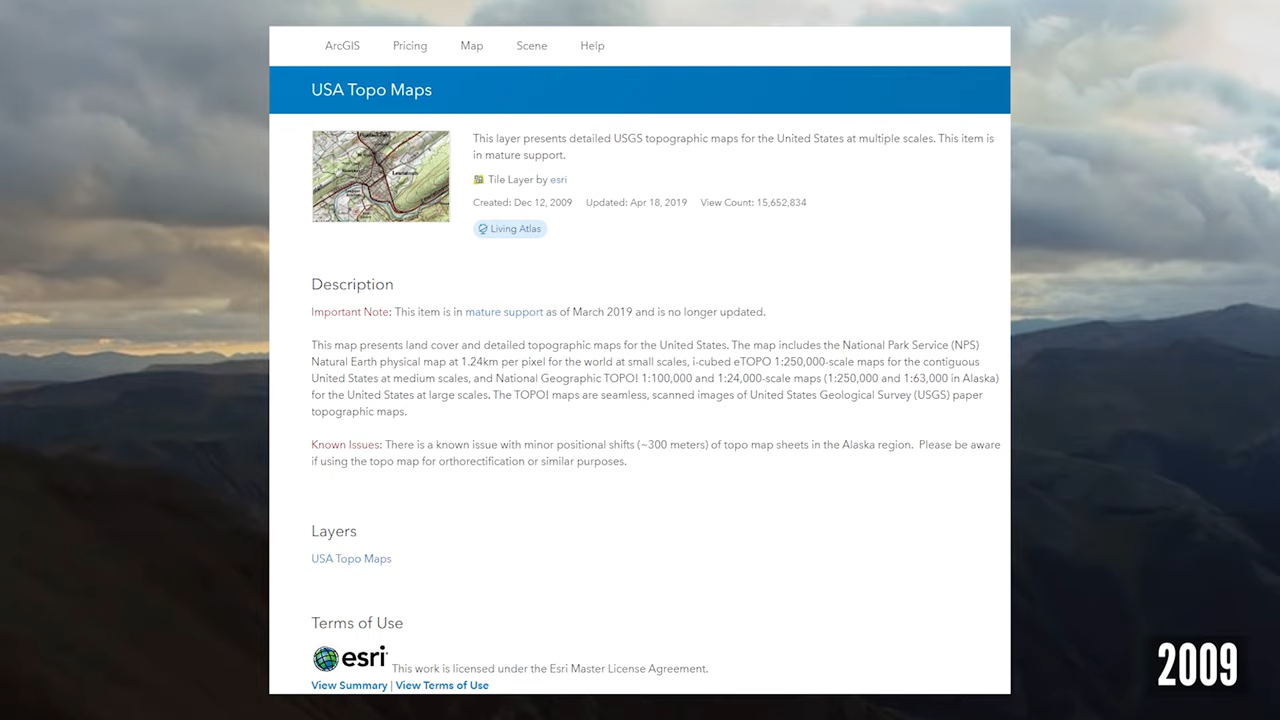 ArcGIS Pricing Map Scene Help
USA Topo Maps
This layer presents detailed USGS topographic maps for the United States at multiple scales. This item is
in mature support.
Tile Layer by esri
Created: Dec 12, 2009 Updated: Apr 18, 2019 View Count: 15,652,834
Living Atlas
Description
Important Note: This item is in mature support as of March 2019 and is no longer updated.
This map presents land cover and detailed topographic maps for the United States. The map includes the National Park Service (NPS)
Natural Earth physical map at 1.24km per pixel for the world at small scales, i-cubed eTOPO 1:250,000-scale maps for the contiguous
United States at medium scales, and National Geographic TOPO! 1:100,000 and 1:24,000-scale maps (1:250,000 and 1:63,000 in Alaska)
for the United States at large scales. The TOPO! maps are seamless, scanned images of United States Geological Survey (USGS) paper
topographic maps.
Known Issues: There is a known issue with minor positional shifts (~300 meters) of topo map sheets in the Alaska region. Please be aware
if using the topo map for orthorectification or similar purposes.
Layers
USA Topo Maps
Terms of Use
esri This work is licensed under the Esri Master License Agreement.
View Summary | View Terms of Use
2009